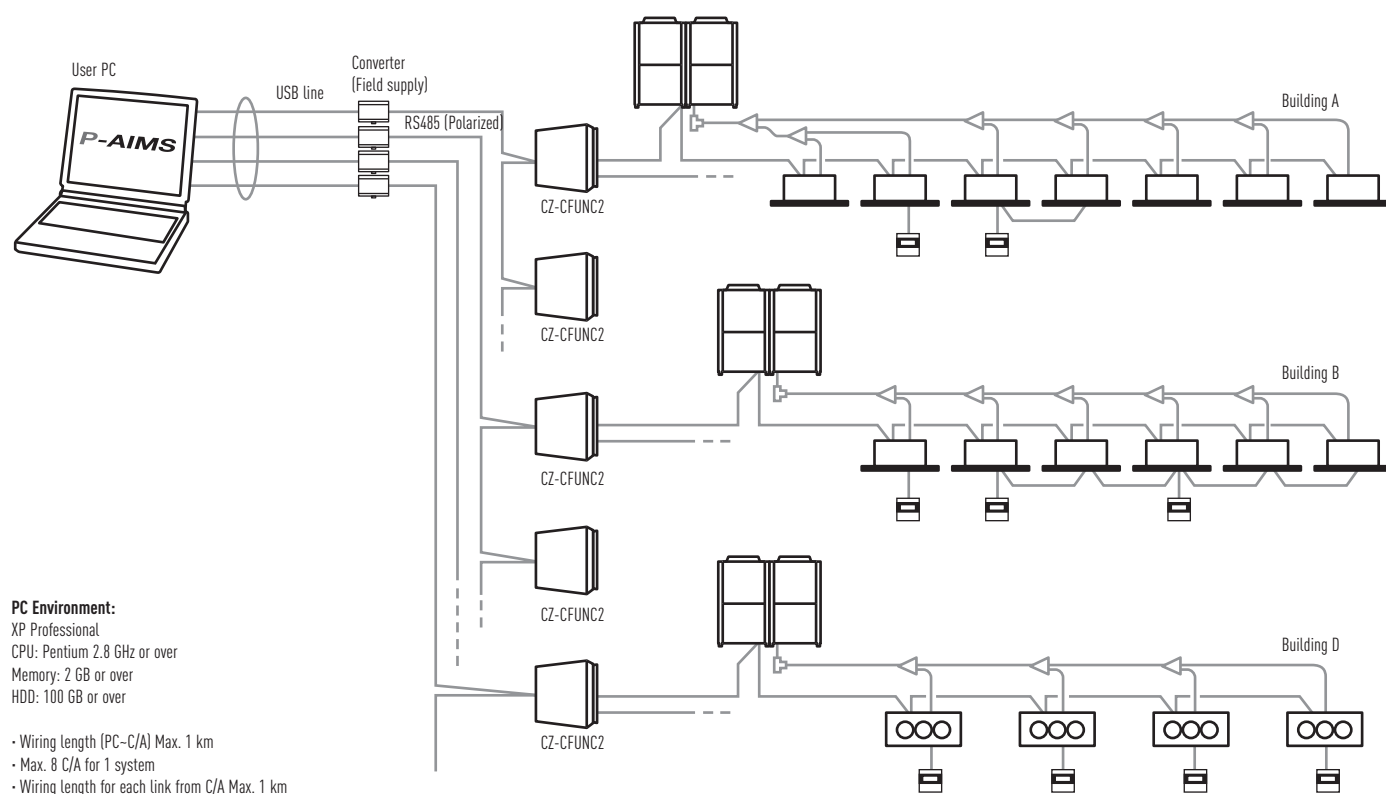 User PC
P-AIMS
USB line
Converter
(Field supply)
RS485 (Polarized)
CZ-CFUNC2
Building A
CZ-CFUNC2
Building B
CZ-CFUNC2
CZ-CFUNC2
Building D
CZ-CFUNC2
PC Environment:
XP Professional
CPU: Pentium 2.8 GHz or over
Memory: 2 GB or over
HDD: 100 GB or over
· Wiring length (PC~C/A) Max. 1 km
· Max. 8 C/A for 1 system
· Wiring length for each link from C/A Max. 1 km